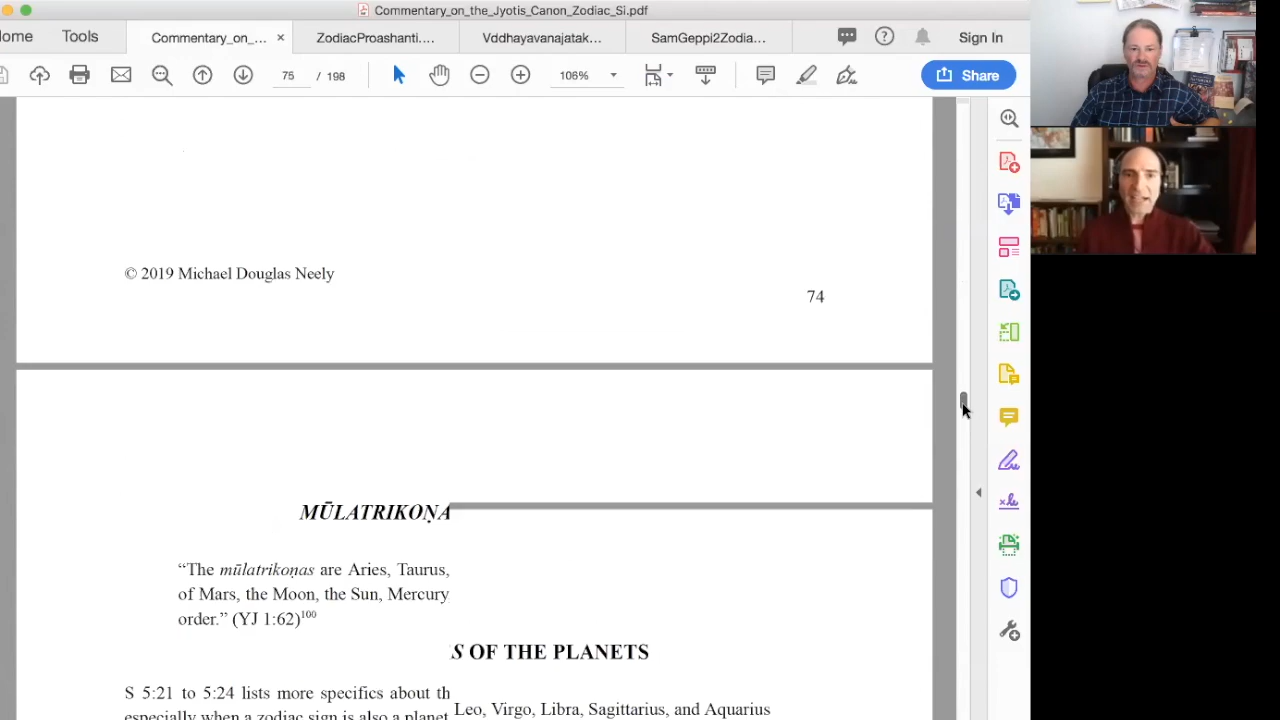 Commentary_on_the_Jyotis_Canon_Zodiac_Si.pdf
ome
Tools
Commentary_on_...
ZodiacProashanti....
Vòdhayavanajatak...
SamGeppi2Zodia...
Sign In
75 / 198
106%
Share
© 2019 Michael Douglas Neely
74
MŪLATRIKOṆA
“The mūlatrikoṇas are Aries, Taurus,
of Mars, the Moon, the Sun, Mercury
order.” (YJ 1:62)100
S OF THE PLANETS
S 5:21 to 5:24 lists more specifics about th
Leo, Virgo, Libra, Sagittarius, and Aquarius
especially when a zodiac sign is also a planet